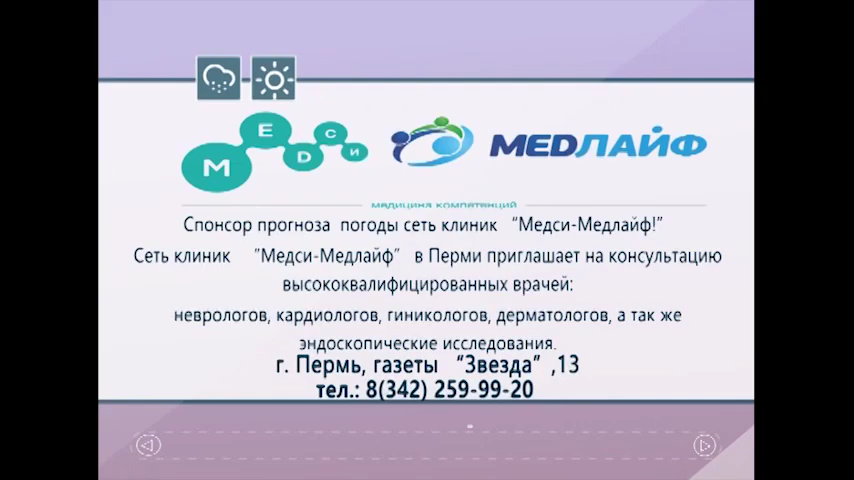 МЕDСИ
МЕДЛАЙФ
медицина компетенций
Спонсор прогноза погоды сеть клиник “Медси-Медлайф!”
Сеть клиник “Медси-Медлайф” в Перми приглашает на консультацию
высококвалифицированных врачей:
неврологов, кардиологов, гиникологов, дерматологов, а так же
эндоскопические исследования.
г. Пермь, газеты “Звезда” ,13
тел.: 8(342) 259-99-20